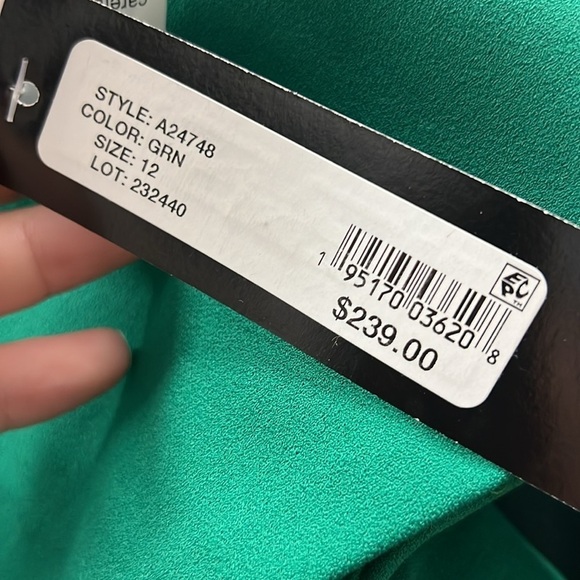 STYLE: A24748
COLOR: GRN
SIZE: 12
LOT: 232440
1 95170 03620 8
$239.00